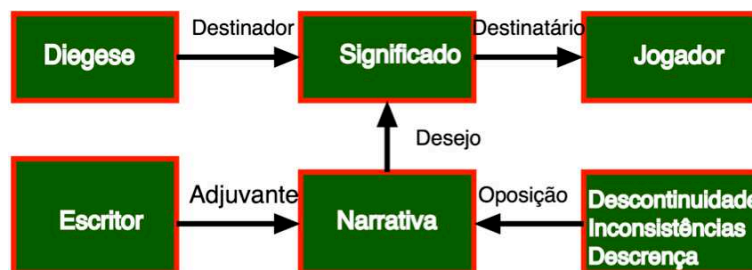 Destinador
Destinatário
Diegese
Significado
Jogador
Desejo
Adjuvante
Oposição
Escritor
Narrativa
Descontinuidade
Inconsistências
Descrença